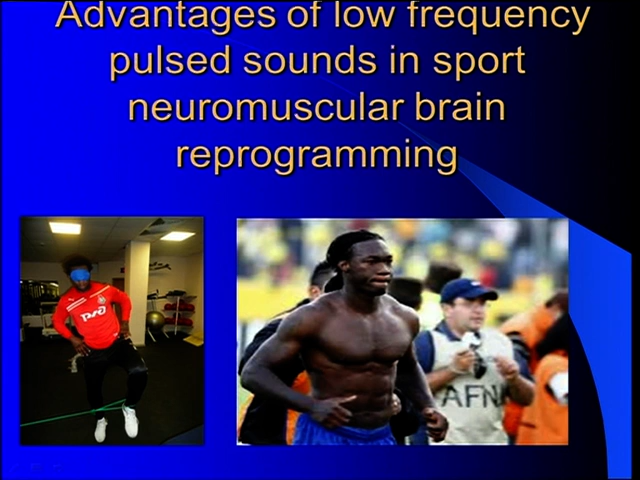 Advantages of low frequency
pulsed sounds in sport
neuromuscular brain
reprogramming
AFN